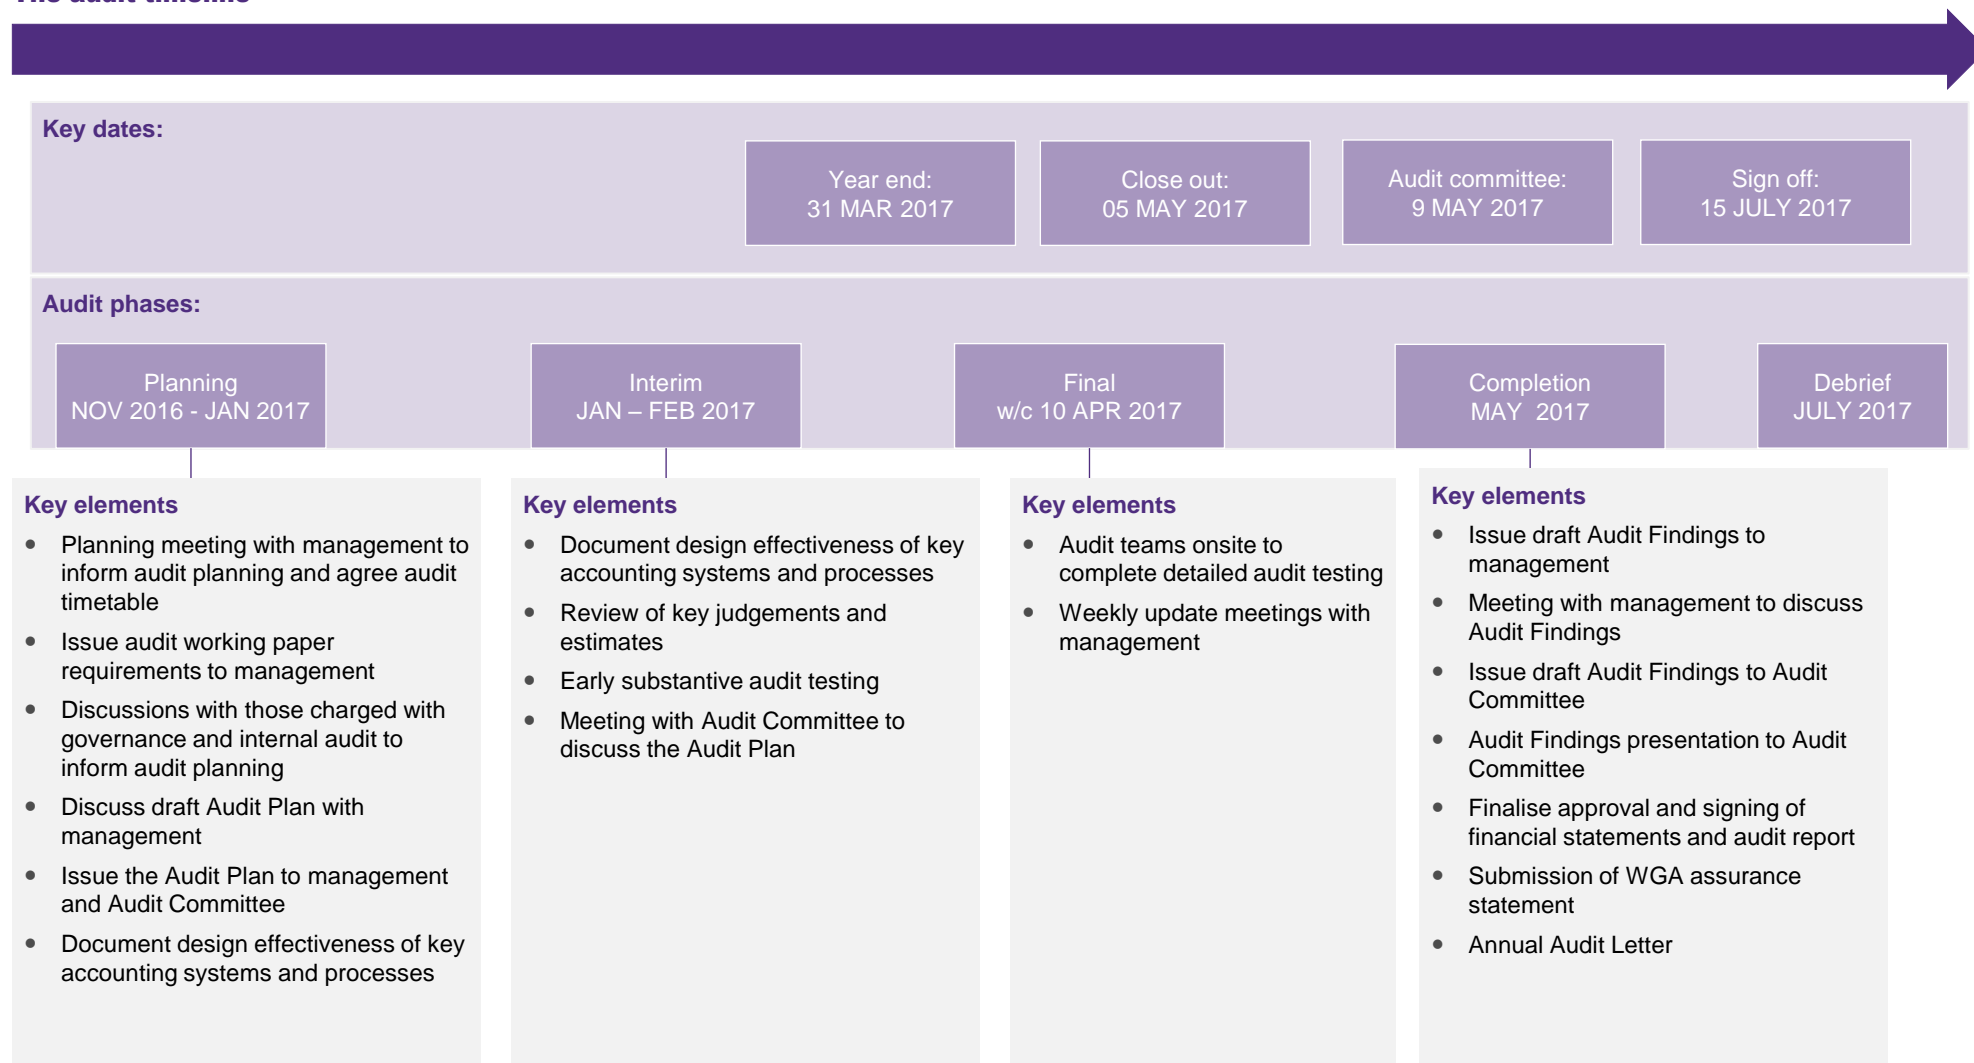 The audit timeline
Key dates:
Year end:
31 MAR 2017
Close out:
05 MAY 2017
Audit committee:
9 MAY 2017
Sign off:
15 JULY 2017
Audit phases:
Planning
NOV 2016 - JAN 2017
Interim
JAN – FEB 2017
Final
w/c 10 APR 2017
Completion
MAY 2017
Debrief
JULY 2017
Key elements
• Planning meeting with management to
inform audit planning and agree audit
timetable
• Issue audit working paper
requirements to management
• Discussions with those charged with
governance and internal audit to
inform audit planning
• Discuss draft Audit Plan with
management
• Issue the Audit Plan to management
and Audit Committee
• Document design effectiveness of key
accounting systems and processes
Key elements
• Document design effectiveness of key
accounting systems and processes
• Review of key judgements and
estimates
• Early substantive audit testing
• Meeting with Audit Committee to
discuss the Audit Plan
Key elements
• Audit teams onsite to
complete detailed audit testing
• Weekly update meetings with
management
Key elements
• Issue draft Audit Findings to
management
• Meeting with management to discuss
Audit Findings
• Issue draft Audit Findings to Audit
Committee
• Audit Findings presentation to Audit
Committee
• Finalise approval and signing of
financial statements and audit report
• Submission of WGA assurance
statement
• Annual Audit Letter